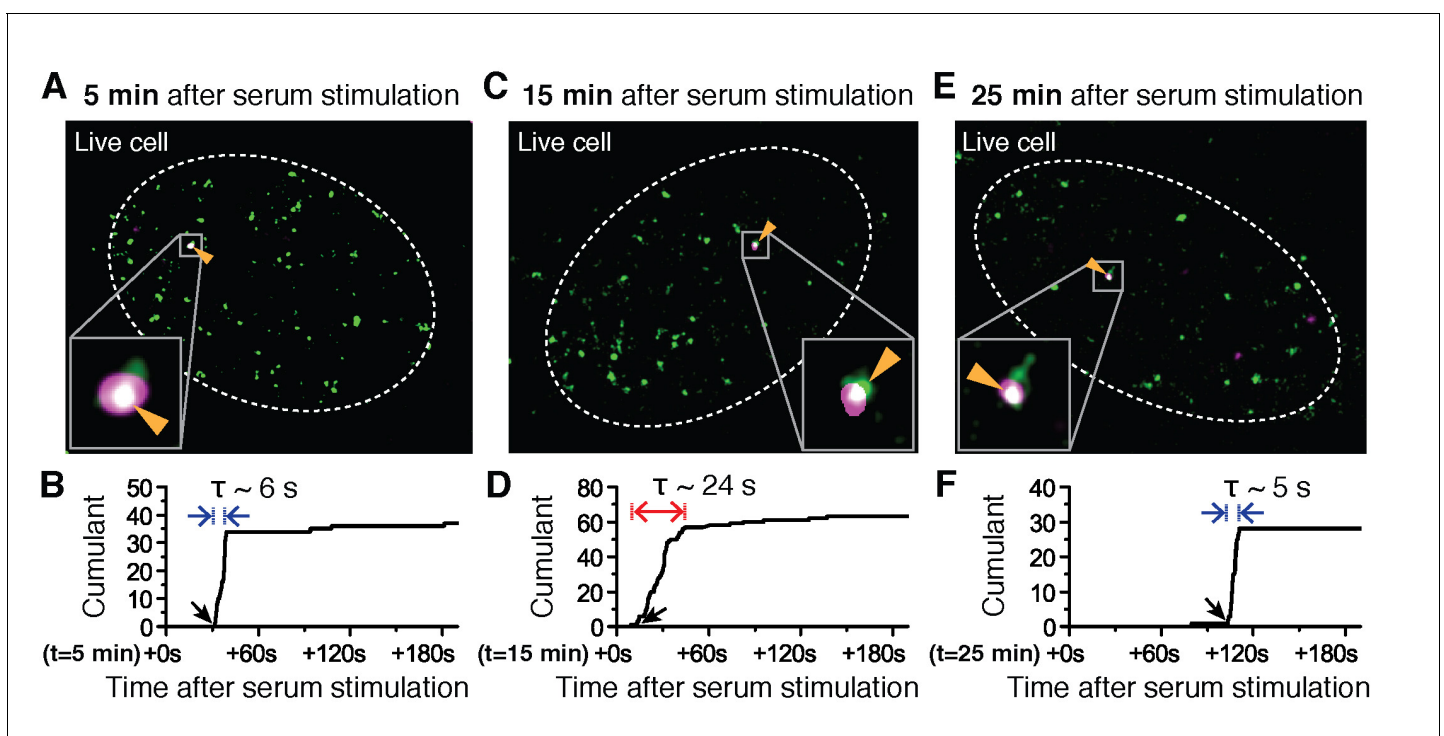 A 5 min after serum stimulation
Live cell
C 15 min after serum stimulation
Live cell
E 25 min after serum stimulation
Live cell
B
τ ~ 6 s
Cumulant
50
40
30
20
10
0
(t=5 min) +0s +60s +120s +180s
Time after serum stimulation
D
τ ~ 24 s
Cumulant
80
60
40
20
0
(t=15 min) +0s +60s +120s +180s
Time after serum stimulation
F
τ ~ 5 s
Cumulant
40
30
20
10
0
(t=25 min) +0s +60s +120s +180s
Time after serum stimulation